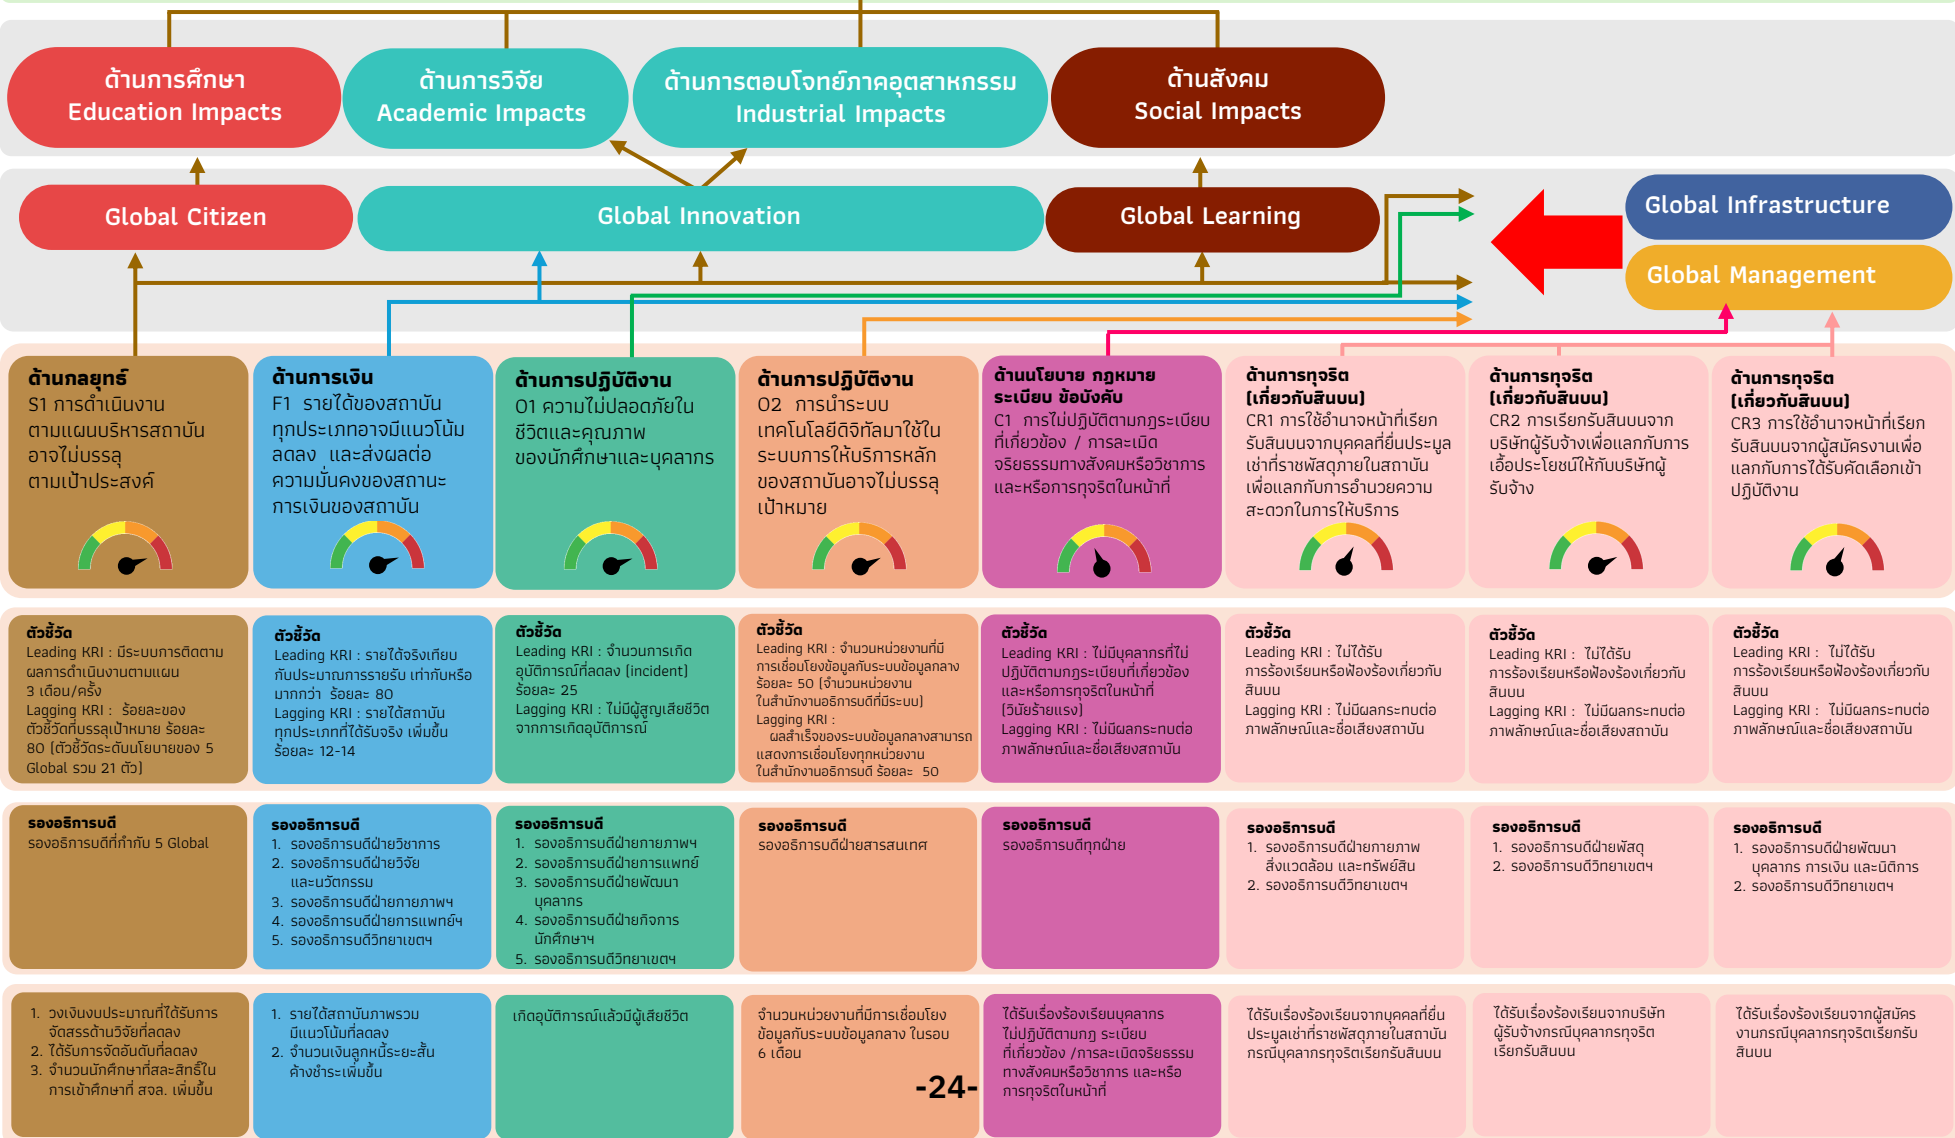 ด้านการศึกษา
Education Impacts
ด้านการวิจัย
Academic Impacts
ด้านการตอบโจทย์ภาคอุตสาหกรรม
Industrial Impacts
ด้านสังคม
Social Impacts
Global Citizen
Global Innovation
Global Learning
Global Infrastructure
Global Management
ด้านกลยุทธ์
S1 การดำเนินงาน
ตามแผนบริหารสถาบัน
อาจไม่บรรลุ
ตามเป้าประสงค์
ด้านการเงิน
F1 รายได้ของสถาบัน
ทุกประเภทอาจมีแนวโน้ม
ลดลง และส่งผลต่อ
ความมั่นคงของสถานะ
การเงินของสถาบัน
ด้านการปฏิบัติงาน
O1 ความไม่ปลอดภัยใน
ชีวิตและคุณภาพ
ของนักศึกษาและบุคลากร
ด้านการปฏิบัติงาน
O2 การนำระบบ
เทคโนโลยีดิจิทัลมาใช้ใน
ระบบการให้บริการหลัก
ของสถาบันอาจไม่บรรลุ
เป้าหมาย
ด้านนโยบาย กฎหมาย
ระเบียบ ข้อบังคับ
C1 การไม่ปฏิบัติตามกฎระเบียบ
ที่เกี่ยวข้อง / การละเมิด
จริยธรรมทางสังคมหรือวิชาการ
และหรือการทุจริตในหน้าที่
ด้านการทุจริต
(เกี่ยวกับสินบน)
CR1 การใช้อำนาจหน้าที่เรียก
รับสินบนจากบุคคลที่ยื่นประมูล
เช่าที่ราชพัสดุภายในสถาบัน
เพื่อแลกกับการอำนวยความ
สะดวกในการให้บริการ
ด้านการทุจริต
(เกี่ยวกับสินบน)
CR2 การเรียกรับสินบนจาก
บริษัทผู้รับจ้างเพื่อแลกกับการ
เอื้อประโยชน์ให้กับบริษัทผู้
รับจ้าง
ด้านการทุจริต
(เกี่ยวกับสินบน)
CR3 การใช้อำนาจหน้าที่เรียก
รับสินบนจากผู้สมัครงานเพื่อ
แลกกับการได้รับคัดเลือกเข้า
ปฏิบัติงาน
ตัวชี้วัด
Leading KRI : มีระบบการติดตาม
ผลการดำเนินงานตามแผน
3 เดือน/ครั้ง
Lagging KRI : ร้อยละของ
ตัวชี้วัดที่บรรลุเป้าหมาย ร้อยละ
80 (ตัวชี้วัดระดับนโยบายของ 5
Global รวม 21 ตัว)
ตัวชี้วัด
Leading KRI : รายได้จริงเทียบ
กับประมาณการรายรับ เท่ากับหรือ
มากกว่า ร้อยละ 80
Lagging KRI : รายได้สถาบัน
ทุกประเภทที่ได้รับจริง เพิ่มขึ้น
ร้อยละ 12-14
ตัวชี้วัด
Leading KRI : จำนวนการเกิด
อุบัติการณ์ที่ลดลง (incident)
ร้อยละ 25
Lagging KRI : ไม่มีผู้สูญเสียชีวิต
จากการเกิดอุบัติการณ์
ตัวชี้วัด
Leading KRI : จำนวนหน่วยงานที่มี
การเชื่อมโยงข้อมูลกับระบบข้อมูลกลาง
ร้อยละ 50 (จำนวนหน่วยงาน
ในสำนักงานอธิการบดีที่มีระบบ)
Lagging KRI :
ผลสำเร็จของระบบข้อมูลกลางสามารถ
แสดงการเชื่อมโยงทุกหน่วยงาน
ในสำนักงานอธิการบดี ร้อยละ 50
ตัวชี้วัด
Leading KRI : ไม่มีบุคลากรที่ไม่
ปฏิบัติตามกฎระเบียบที่เกี่ยวข้อง
และหรือการทุจริตในหน้าที่
(วินัยร้ายแรง)
Lagging KRI : ไม่มีผลกระทบต่อ
ภาพลักษณ์และชื่อเสียงสถาบัน
ตัวชี้วัด
Leading KRI : ไม่ได้รับ
การร้องเรียนหรือฟ้องร้องเกี่ยวกับ
สินบน
Lagging KRI : ไม่มีผลกระทบต่อ
ภาพลักษณ์และชื่อเสียงสถาบัน
ตัวชี้วัด
Leading KRI : ไม่ได้รับ
การร้องเรียนหรือฟ้องร้องเกี่ยวกับ
สินบน
Lagging KRI : ไม่มีผลกระทบต่อ
ภาพลักษณ์และชื่อเสียงสถาบัน
ตัวชี้วัด
Leading KRI : ไม่ได้รับ
การร้องเรียนหรือฟ้องร้องเกี่ยวกับ
สินบน
Lagging KRI : ไม่มีผลกระทบต่อ
ภาพลักษณ์และชื่อเสียงสถาบัน
รองอธิการบดี
รองอธิการบดีที่กำกับ 5 Global
รองอธิการบดี
1. รองอธิการบดีฝ่ายวิชาการ
2. รองอธิการบดีฝ่ายวิจัย
และนวัตกรรม
3. รองอธิการบดีฝ่ายกายภาพฯ
4. รองอธิการบดีฝ่ายการแพทย์ฯ
5. รองอธิการบดีวิทยาเขตฯ
รองอธิการบดี
1. รองอธิการบดีฝ่ายกายภาพฯ
2. รองอธิการบดีฝ่ายการแพทย์
3. รองอธิการบดีฝ่ายพัฒนา
บุคลากร
4. รองอธิการบดีฝ่ายกิจการ
นักศึกษาฯ
5. รองอธิการบดีวิทยาเขตฯ
รองอธิการบดี
รองอธิการบดีฝ่ายสารสนเทศ
รองอธิการบดี
รองอธิการบดีทุกฝ่าย
รองอธิการบดี
1. รองอธิการบดีฝ่ายกายภาพ
สิ่งแวดล้อม และทรัพย์สิน
2. รองอธิการบดีวิทยาเขตฯ
รองอธิการบดี
1. รองอธิการบดีฝ่ายพัสดุ
2. รองอธิการบดีวิทยาเขตฯ
รองอธิการบดี
1. รองอธิการบดีฝ่ายพัฒนา
บุคลากร การเงิน และนิติการ
2. รองอธิการบดีวิทยาเขตฯ
1. วงเงินงบประมาณที่ได้รับการ
จัดสรรด้านวิจัยที่ลดลง
2. ได้รับการจัดอันดับที่ลดลง
3. จำนวนนักศึกษาที่สละสิทธิ์ใน
การเข้าศึกษาที่ สจล. เพิ่มขึ้น
1. รายได้สถาบันภาพรวม
มีแนวโน้มที่ลดลง
2. จำนวนเงินลูกหนี้ระยะสั้น
ค้างชำระเพิ่มขึ้น
เกิดอุบัติการณ์แล้วมีผู้เสียชีวิต
จำนวนหน่วยงานที่มีการเชื่อมโยง
ข้อมูลกับระบบข้อมูลกลาง ในรอบ
6 เดือน
ได้รับเรื่องร้องเรียนบุคลากร
ไม่ปฏิบัติตามกฎ ระเบียบ
ที่เกี่ยวข้อง /การละเมิดจริยธรรม
ทางสังคมหรือวิชาการ และหรือ
การทุจริตในหน้าที่
ได้รับเรื่องร้องเรียนจากบุคคลที่ยื่น
ประมูลเช่าที่ราชพัสดุภายในสถาบัน
กรณีบุคลากรทุจริตเรียกรับสินบน
ได้รับเรื่องร้องเรียนจากบริษัท
ผู้รับจ้างกรณีบุคลากรทุจริต
เรียกรับสินบน
ได้รับเรื่องร้องเรียนจากผู้สมัคร
งานกรณีบุคลากรทุจริตเรียกรับ
สินบน
-24-